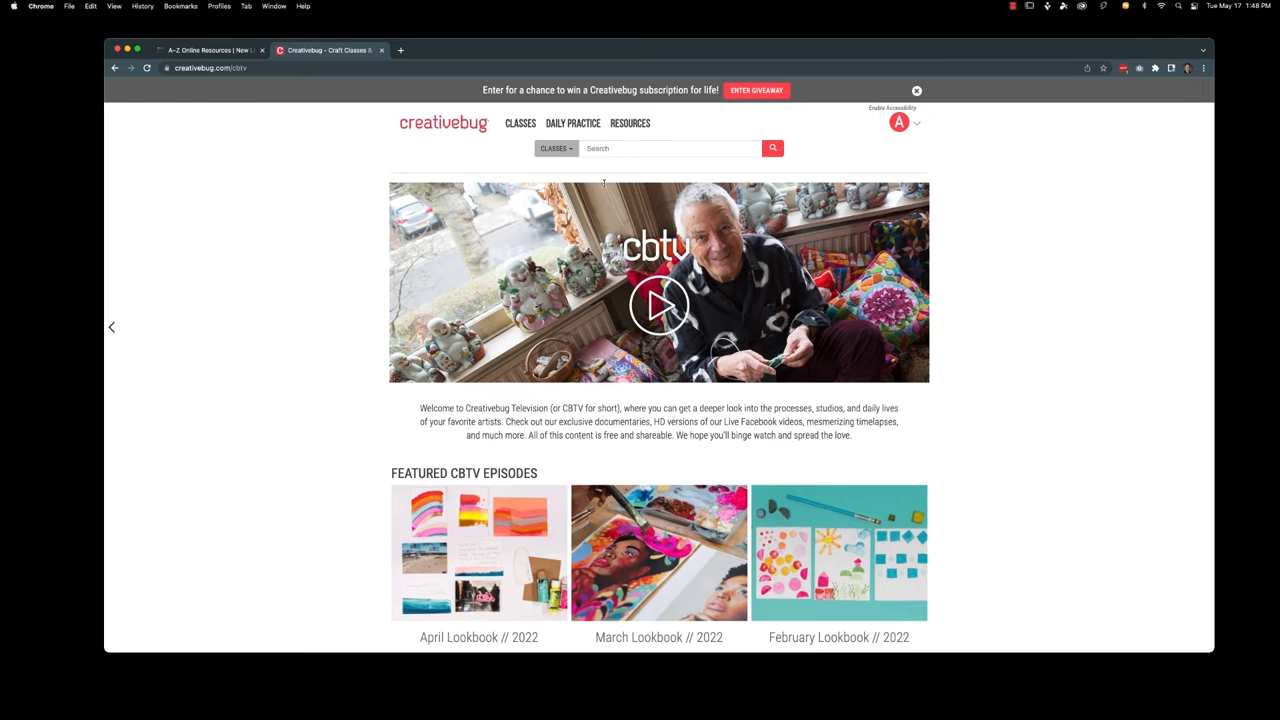 Chrome File Edit View History Bookmarks Profiles Tab Window Help
Tue May 17 1:48 PM
A–Z Online Resources | New L
Creativebug - Craft Classes &
creativebug.com/cbtv
Enter for a chance to win a Creativebug subscription for life! ENTER GIVEAWAY
Enable Accessibility
creativebug
CLASSES DAILY PRACTICE RESOURCES
A
CLASSES Search
cbtv
Welcome to Creativebug Television (or CBTV for short), where you can get a deeper look into the processes, studios, and daily lives
of your favorite artists. Check out our exclusive documentaries, HD versions of our Live Facebook videos, mesmerizing timelapses,
and much more. All of this content is free and shareable. We hope you'll binge watch and spread the love.
FEATURED CBTV EPISODES
April Lookbook // 2022
March Lookbook // 2022
February Lookbook // 2022